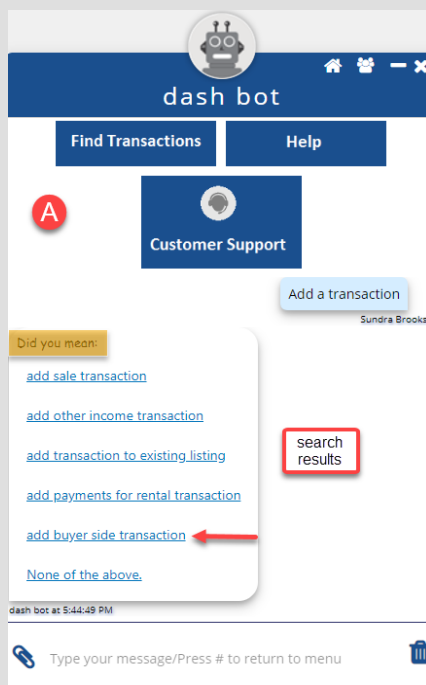 dash bot
Find Transactions
Help
A
Customer Support
Add a transaction
Sundra Brooks
Did you mean:
add sale transaction
add other income transaction
add transaction to existing listing
search
results
add payments for rental transaction
add buyer side transaction
None of the above.
dash bot at 5:44:49 PM
Type your message/Press # to return to menu